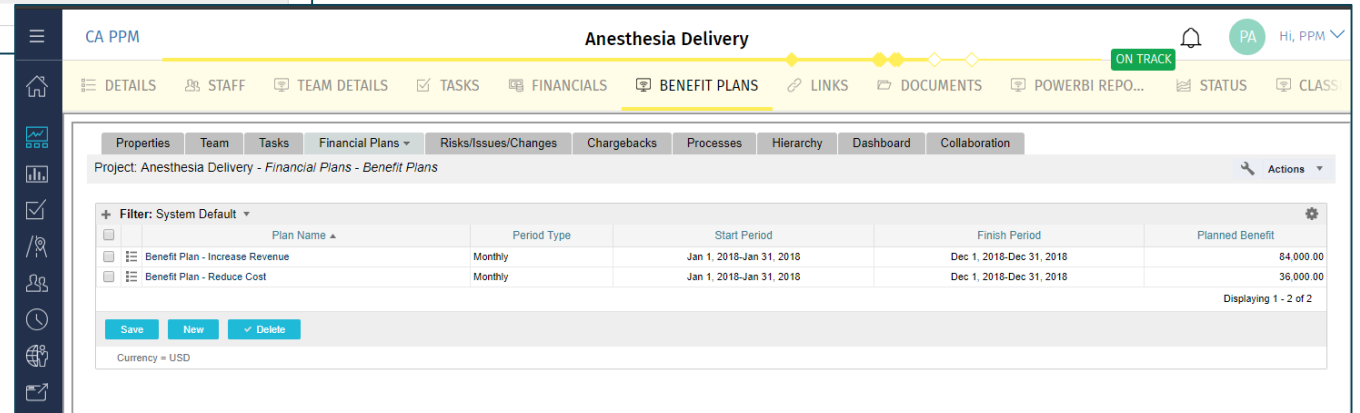 CA PPM
Anesthesia Delivery
PA
Hi, PPM
ON TRACK
DETAILS STAFF TEAM DETAILS TASKS FINANCIALS BENEFIT PLANS LINKS DOCUMENTS POWERBI REPO... STATUS CLASS
Properties Team Tasks Financial Plans Risks/Issues/Changes Chargebacks Processes Hierarchy Dashboard Collaboration
Project: Anesthesia Delivery - Financial Plans - Benefit Plans Actions
Filter: System Default
Plan Name Period Type Start Period Finish Period Planned Benefit
Benefit Plan - Increase Revenue Monthly Jan 1, 2018-Jan 31, 2018 Dec 1, 2018-Dec 31, 2018 84,000.00
Benefit Plan - Reduce Cost Monthly Jan 1, 2018-Jan 31, 2018 Dec 1, 2018-Dec 31, 2018 36,000.00
Displaying 1 - 2 of 2
Save New Delete
Currency = USD